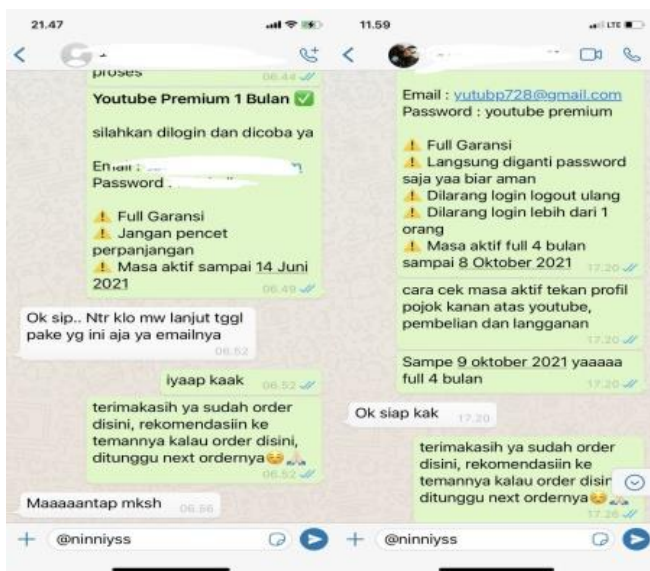 21.47
proses
06.44
Youtube Premium 1 Bulan ✅
silahkan dilogin dan dicoba ya
Email :
Password :
⚠️ Full Garansi
⚠️ Jangan pencet
perpanjangan
⚠️ Masa aktif sampai 14 Juni
2021
06.49
Ok sip.. Ntr klo mw lanjut tggl
pake yg ini aja ya emailnya
06.52
iyaap kaak
06.52
terimakasih ya sudah order
disini, rekomendasiin ke
temannya kalau order disini,
ditunggu next ordernya☺️🙏🏻
06.52
Maaaaantap mksh
06.56
@ninniyss
11.59
LTE
Email : yutubp728@gmail.com
Password : youtube premium
⚠️ Full Garansi
⚠️ Langsung diganti password
saja yaa biar aman
⚠️ Dilarang login logout ulang
⚠️ Dilarang login lebih dari 1
orang
⚠️ Masa aktif full 4 bulan
sampai 8 Oktober 2021
17.20
cara cek masa aktif tekan profil
pojok kanan atas youtube,
pembelian dan langganan
17.20
Sampe 9 oktober 2021 yaaaaa
full 4 bulan
17.20
Ok siap kak
17.20
terimakasih ya sudah order
disini, rekomendasiin ke
temannya kalau order disir
ditunggu next ordernya☺️🙏🏻
17.26
@ninniyss